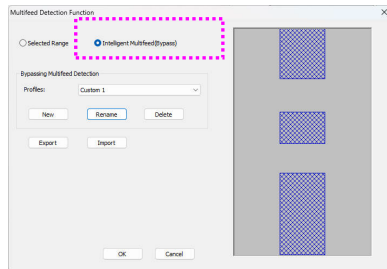 Multifeed Detection Function
Selected Range
Intelligent Multifeed(Bypass)
Bypassing Multifeed Detection
Profiles: Custom 1
New Rename Delete
Export Import
OK Cancel